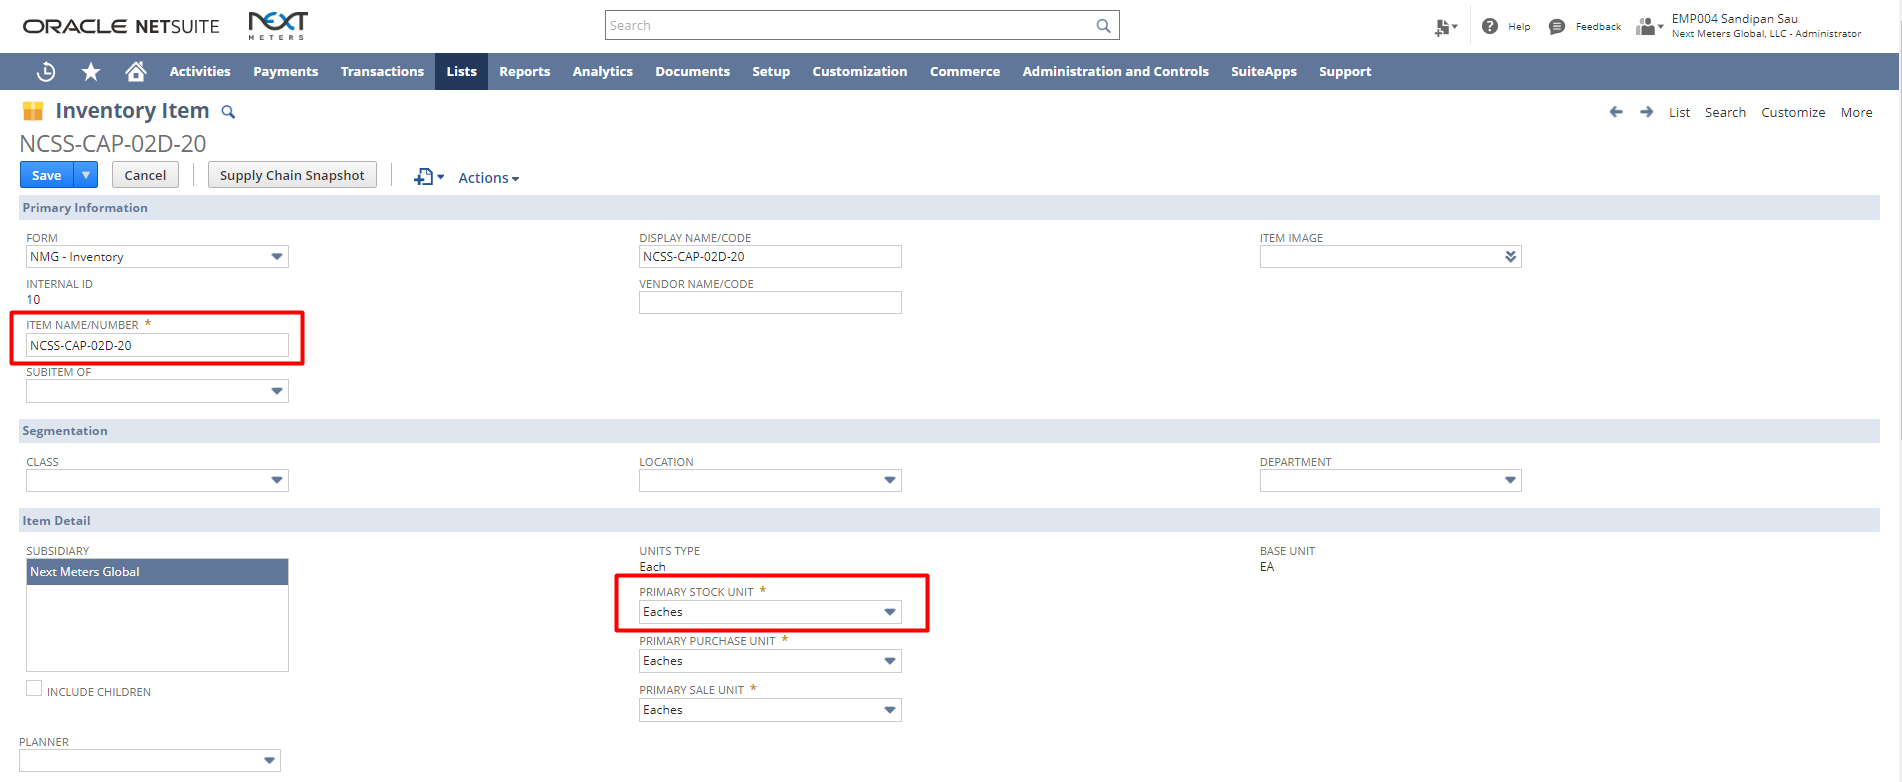 ORACLE NETSUITE
NEXT
METERS
Search
Help
Feedback
EMP004 Sandipan Sau
Next Meters Global, LLC - Administrator
Activities
Payments
Transactions
Lists
Reports
Analytics
Documents
Setup
Customization
Commerce
Administration and Controls
SuiteApps
Support
Inventory Item
List
Search
Customize
More
NCSS-CAP-02D-20
Save
Cancel
Supply Chain Snapshot
Actions
Primary Information
FORM
NMG - Inventory
INTERNAL ID
10
ITEM NAME/NUMBER *
NCSS-CAP-02D-20
SUBITEM OF
DISPLAY NAME/CODE
NCSS-CAP-02D-20
VENDOR NAME/CODE
ITEM IMAGE
Segmentation
CLASS
LOCATION
DEPARTMENT
Item Detail
SUBSIDIARY
Next Meters Global
INCLUDE CHILDREN
UNITS TYPE
Each
PRIMARY STOCK UNIT *
Eaches
PRIMARY PURCHASE UNIT *
Eaches
PRIMARY SALE UNIT *
Eaches
BASE UNIT
EA
PLANNER